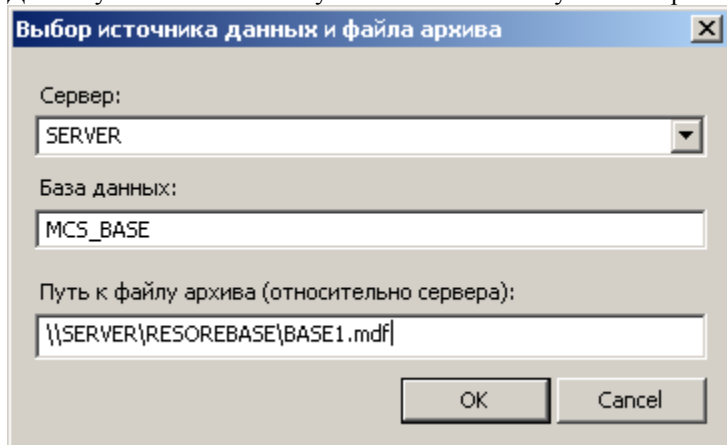 Выбор источника данных и файла архива
Сервер:
SERVER
База данных:
MCS_BASE
Путь к файлу архива (относительно сервера):
\\SERVER\RESOREBASE\BASE1.mdf
OK Cancel